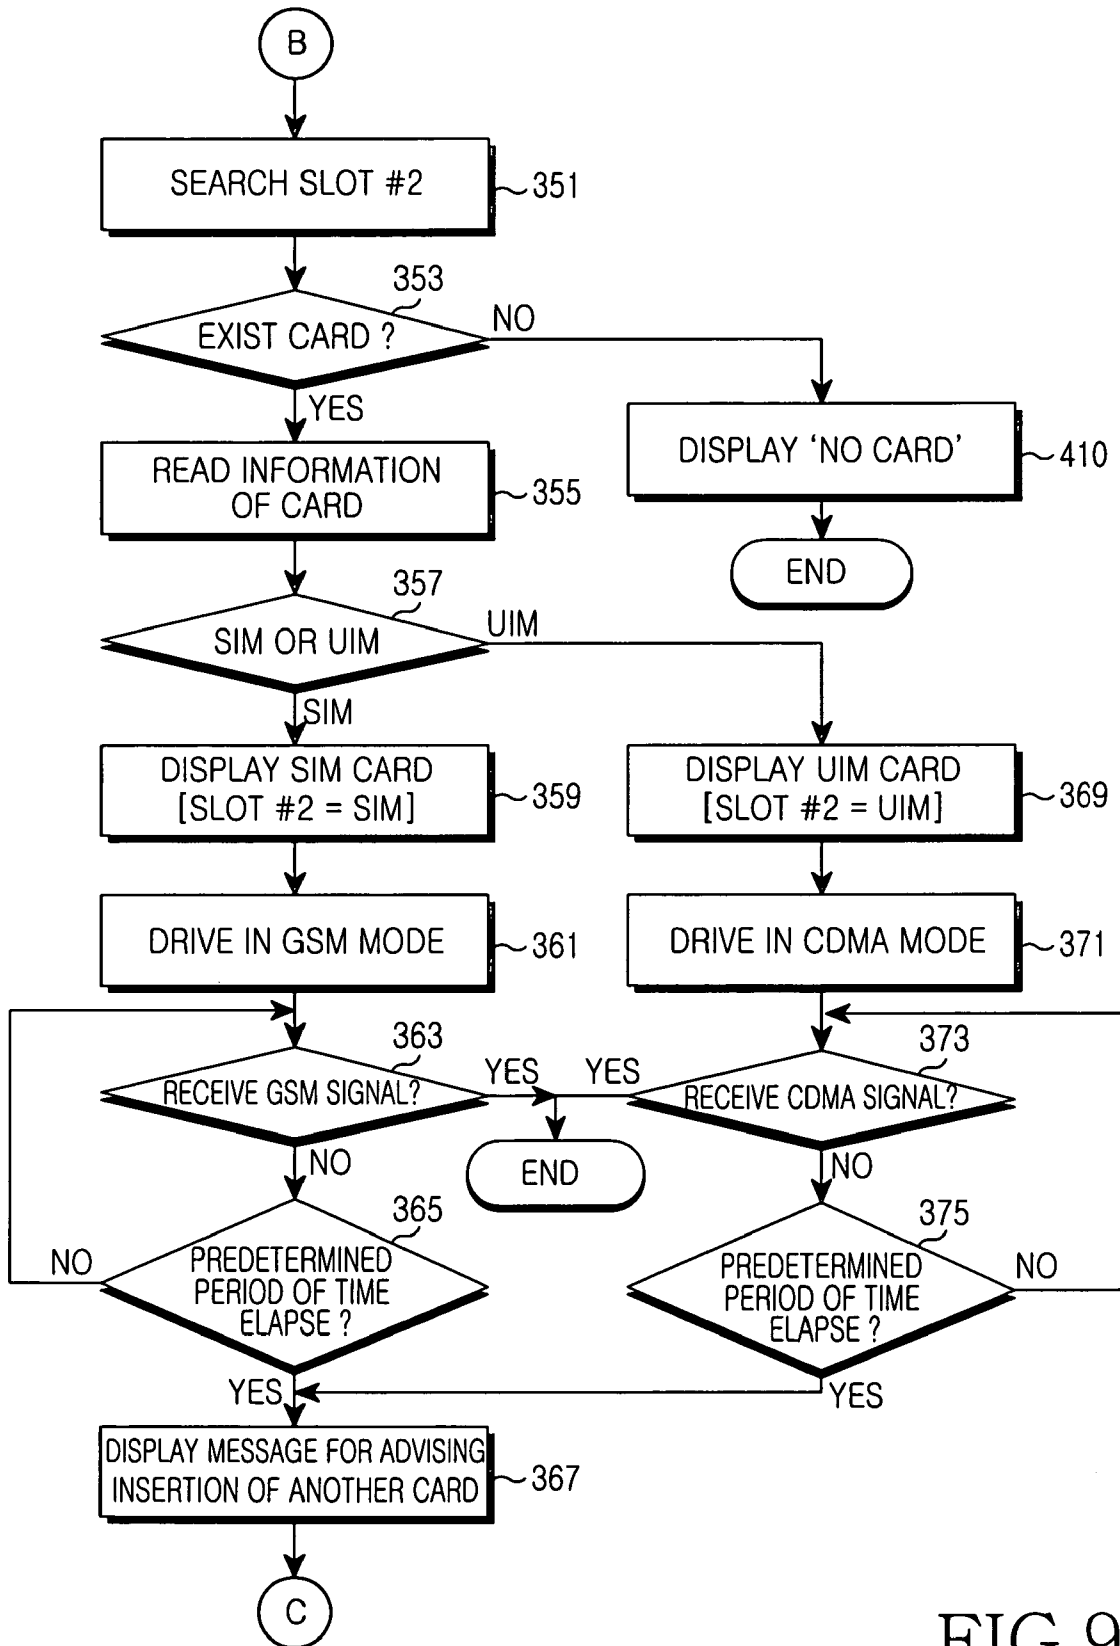 B
SEARCH SLOT #2
351
353
EXIST CARD ?
NO
YES
READ INFORMATION
OF CARD
355
DISPLAY 'NO CARD'
410
END
357
SIM OR UIM
UIM
SIM
DISPLAY SIM CARD
[SLOT #2 = SIM]
359
DISPLAY UIM CARD
[SLOT #2 = UIM]
369
DRIVE IN GSM MODE
361
DRIVE IN CDMA MODE
371
363
RECEIVE GSM SIGNAL?
YES
YES
373
RECEIVE CDMA SIGNAL?
END
NO
NO
365
PREDETERMINED
PERIOD OF TIME
ELAPSE ?
NO
375
PREDETERMINED
PERIOD OF TIME
ELAPSE ?
NO
YES
YES
DISPLAY MESSAGE FOR ADVISING
INSERTION OF ANOTHER CARD
367
C
FIG.9